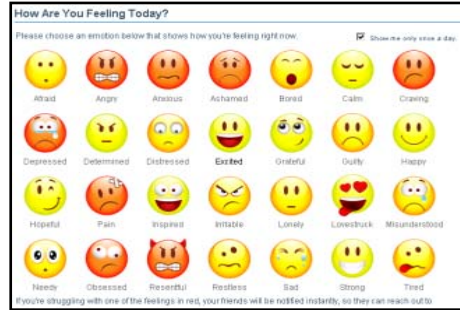 How Are You Feeling Today?
Please choose an emotion below that shows how you're feeling right now.
Show me only once a day.
Afraid Angry Anxious Ashamed Bored Calm Craving
Depressed Determined Distressed Excited Grateful Guilty Happy
Hopeful Pain Inspired Irritable Lonely Lovestruck Misunderstood
Needy Obsessed Resentful Restless Sad Strong Tired
If you're struggling with one of the feelings in red, your friends will be notified instantly, so they can reach out to